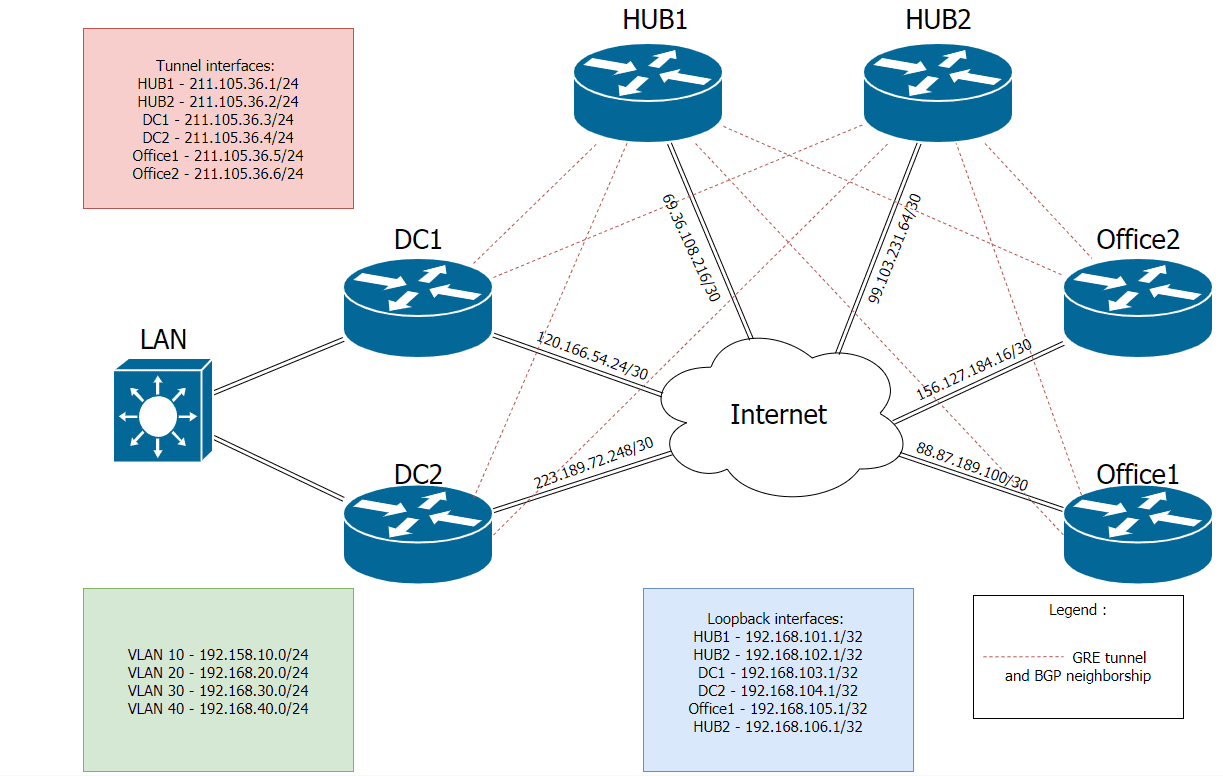 HUB1
HUB2
Tunnel interfaces:
HUB1 - 211.105.36.1/24
HUB2 - 211.105.36.2/24
DC1 - 211.105.36.3/24
DC2 - 211.105.36.4/24
Office1 - 211.105.36.5/24
Office2 - 211.105.36.6/24
69.36.108.216/30
99.103.231.64/30
DC1
Office2
LAN
120.166.54.24/30
156.127.184.16/30
Internet
223.189.72.248/30
88.87.189.100/30
DC2
Office1
VLAN 10 - 192.158.10.0/24
VLAN 20 - 192.168.20.0/24
VLAN 30 - 192.168.30.0/24
VLAN 40 - 192.168.40.0/24
Loopback interfaces:
HUB1 - 192.168.101.1/32
HUB2 - 192.168.102.1/32
DC1 - 192.168.103.1/32
DC2 - 192.168.104.1/32
Office1 - 192.168.105.1/32
HUB2 - 192.168.106.1/32
Legend :
GRE tunnel
and BGP neighborship